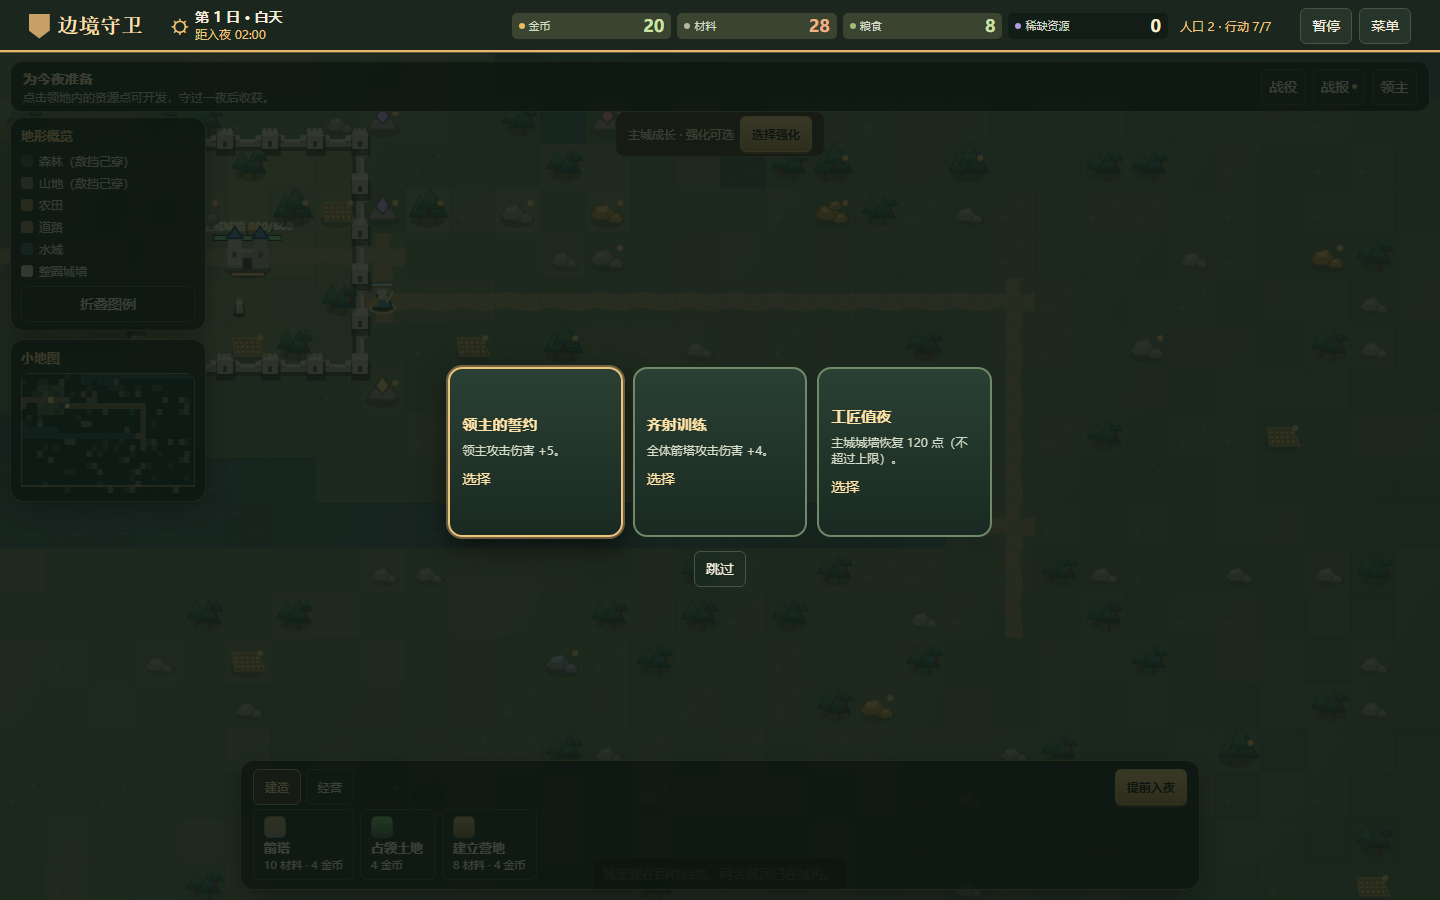 边境守卫
第 1 日 • 白天
距入夜 02:00
金币 20
材料 28
粮食 8
稀缺资源 0
人口 2 · 行动 7/7
暂停
菜单
为今夜准备
点击领地内的资源点可开发，守过一夜后收获。
战役
战报
领主
地形概览
森林（敌挡己穿）
山地（敌挡己穿）
农田
道路
水域
整圈城墙
折叠图例
小地图
主城成长 · 强化可选
选择强化
600/600
领主的誓约
领主攻击伤害 +5。
选择
齐射训练
全体箭塔攻击伤害 +4。
选择
工匠值夜
主城城墙恢复 120 点（不
超过上限）。
选择
跳过
建造
经营
提前入夜
箭塔
10 材料 · 4 金币
占领土地
4 金币
建立营地
8 材料 · 4 金币